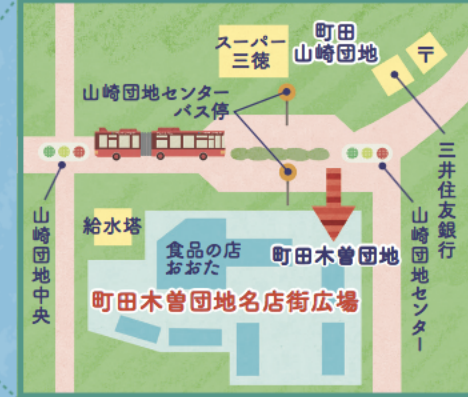 スーパー
三徳
町田
山崎団地
〒
山崎団地センター
バス停
三井住友銀行
山崎団地中央
山崎団地センター
給水塔
食品の店
おおた
町田木曽団地
町田木曽団地名店街広場